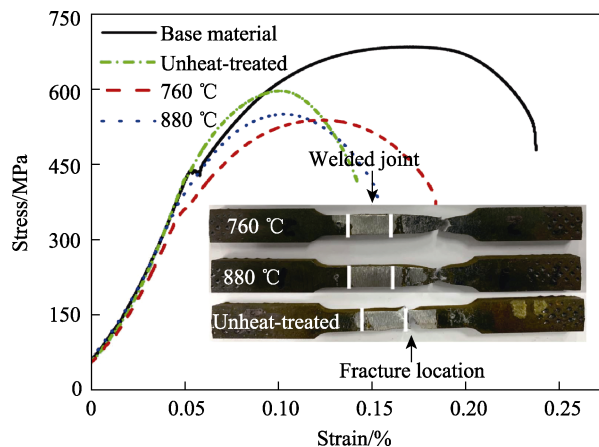 750
600
450
300
150
0
Stress/MPa
Base material
Unheat-treated
760 ℃
880 ℃
Welded joint
760 ℃
880 ℃
Unheat-treated
Fracture location
0
0.05
0.10
0.15
0.20
0.25
Strain/%